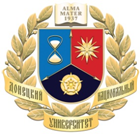 ALMA
MATER
1937
ДОНЕЦКИЙ
НАЦИОНАЛЬНЫЙ
УНИВЕРСИТЕТ